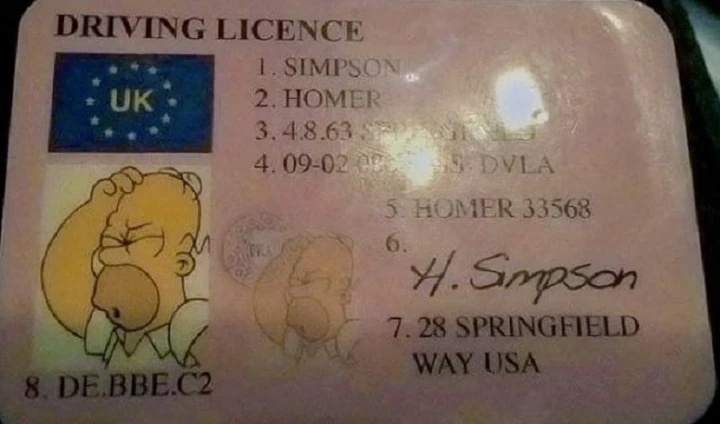 DRIVING LICENCE
UK
1. SIMPSON
2. HOMER
3. 4.8.63
4. 09-02 DVLA
5. HOMER 33568
6.
H. Simpson
7. 28 SPRINGFIELD
WAY USA
8. DE.BBE.C2